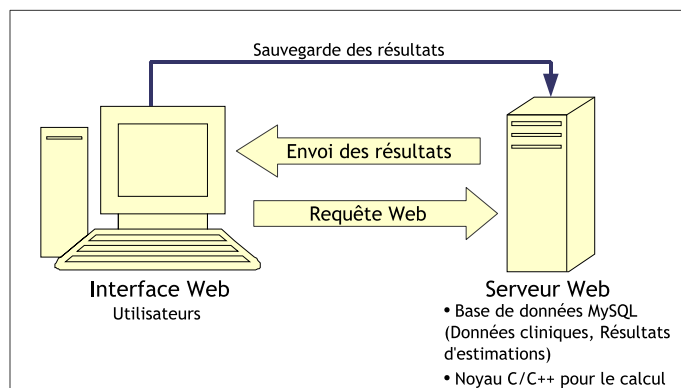 Sauvegarde des résultats
Envoi des résultats
Requête Web
Interface Web
Utilisateurs
Serveur Web
• Base de données MySQL
(Données cliniques, Résultats
d'estimations)
• Noyau C/C++ pour le calcul